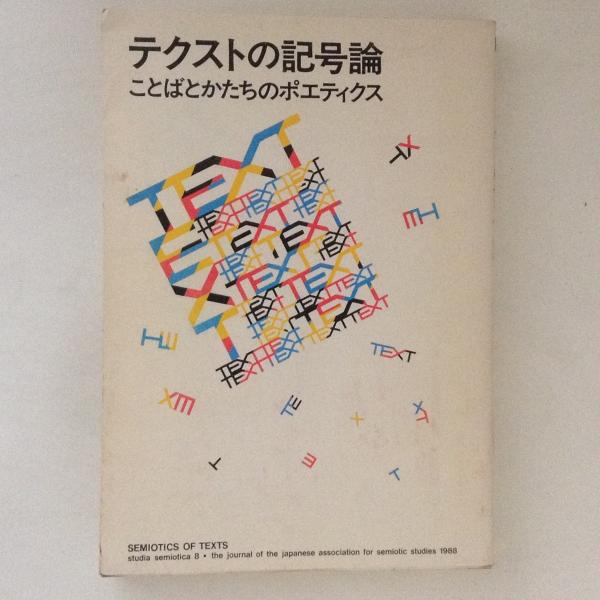 テクストの記号論
ことばとかたちのポエティクス
TEXT
SEMIOTICS OF TEXTS
studia semiotica 8 • the journal of the japanese association for semiotic studies 1988